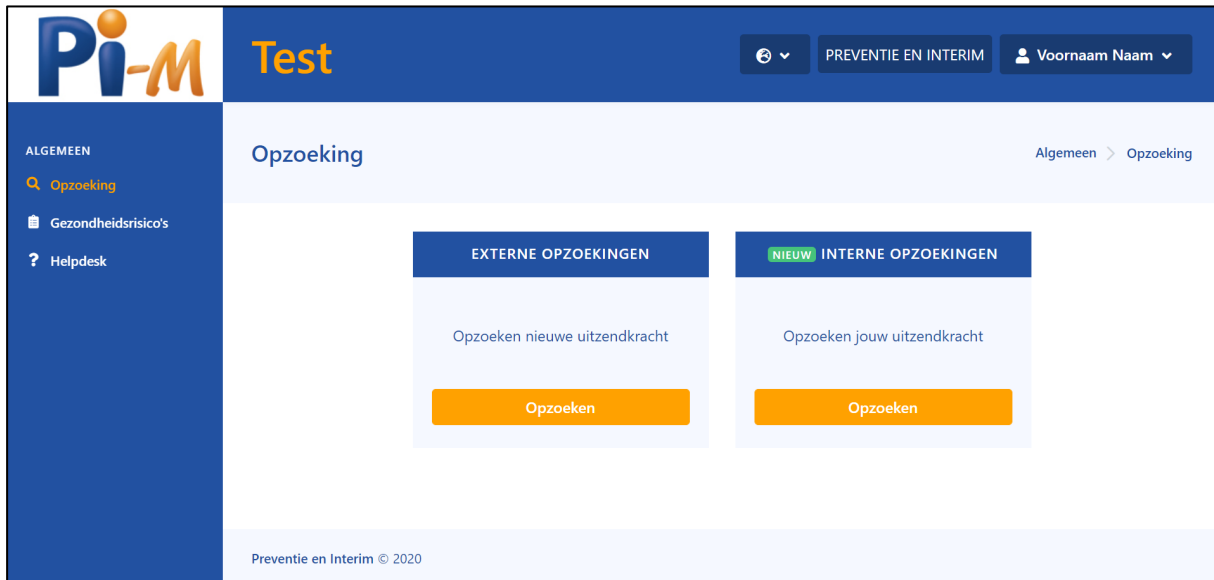 Pi-M
Test
PREVENTIE EN INTERIM
Voornaam Naam
ALGEMEEN
Opzoeking
Gezondheidsrisico's
? Helpdesk
Opzoeking
Algemeen > Opzoeking
EXTERNE OPZOEKINGEN
Opzoeken nieuwe uitzendkracht
Opzoeken
NIEUW INTERNE OPZOEKINGEN
Opzoeken jouw uitzendkracht
Opzoeken
Preventie en Interim © 2020